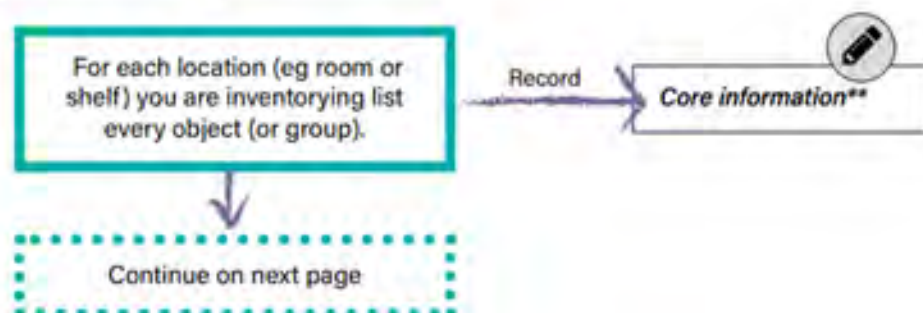 For each location (eg room or
shelf) you are inventorying list
every object (or group).
Record
Core information**
Continue on next page